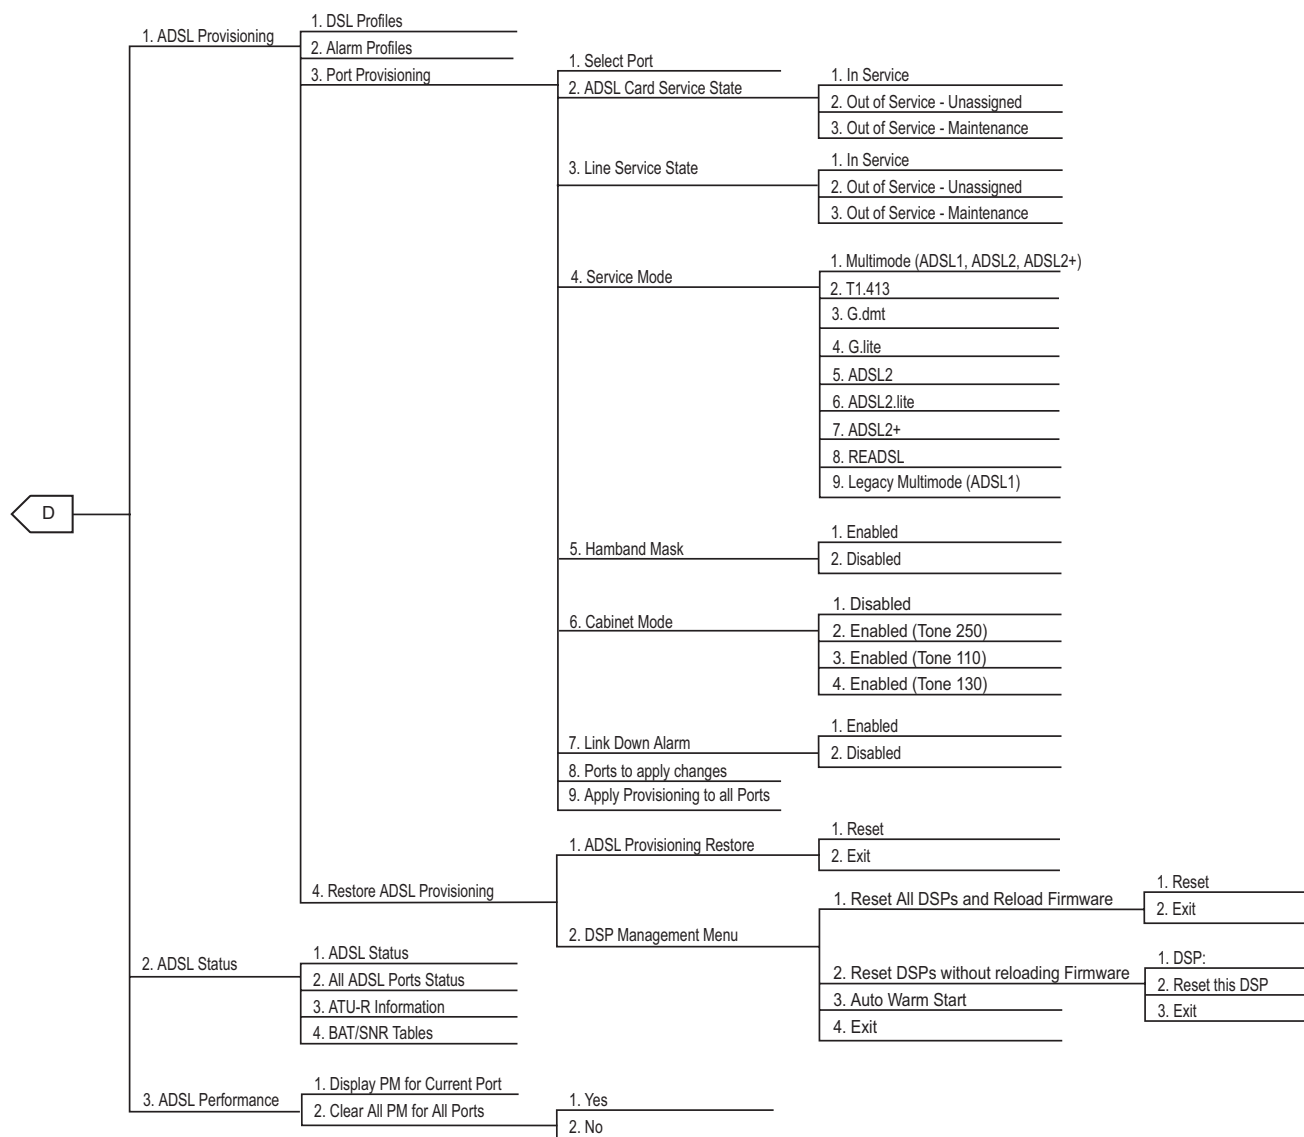 D
1. ADSL Provisioning
1. DSL Profiles
2. Alarm Profiles
3. Port Provisioning
1. Select Port
2. ADSL Card Service State
1. In Service
2. Out of Service - Unassigned
3. Out of Service - Maintenance
3. Line Service State
1. In Service
2. Out of Service - Unassigned
3. Out of Service - Maintenance
4. Service Mode
1. Multimode (ADSL1, ADSL2, ADSL2+)
2. T1.413
3. G.dmt
4. G.lite
5. ADSL2
6. ADSL2.lite
7. ADSL2+
8. READSL
9. Legacy Multimode (ADSL1)
5. Hamband Mask
1. Enabled
2. Disabled
6. Cabinet Mode
1. Disabled
2. Enabled (Tone 250)
3. Enabled (Tone 110)
4. Enabled (Tone 130)
7. Link Down Alarm
1. Enabled
2. Disabled
8. Ports to apply changes
9. Apply Provisioning to all Ports
4. Restore ADSL Provisioning
1. ADSL Provisioning Restore
1. Reset
2. Exit
2. DSP Management Menu
1. Reset All DSPs and Reload Firmware
1. Reset
2. Exit
2. Reset DSPs without reloading Firmware
1. DSP:
2. Reset this DSP
3. Exit
3. Auto Warm Start
4. Exit
2. ADSL Status
1. ADSL Status
2. All ADSL Ports Status
3. ATU-R Information
4. BAT/SNR Tables
3. ADSL Performance
1. Display PM for Current Port
2. Clear All PM for All Ports
1. Yes
2. No